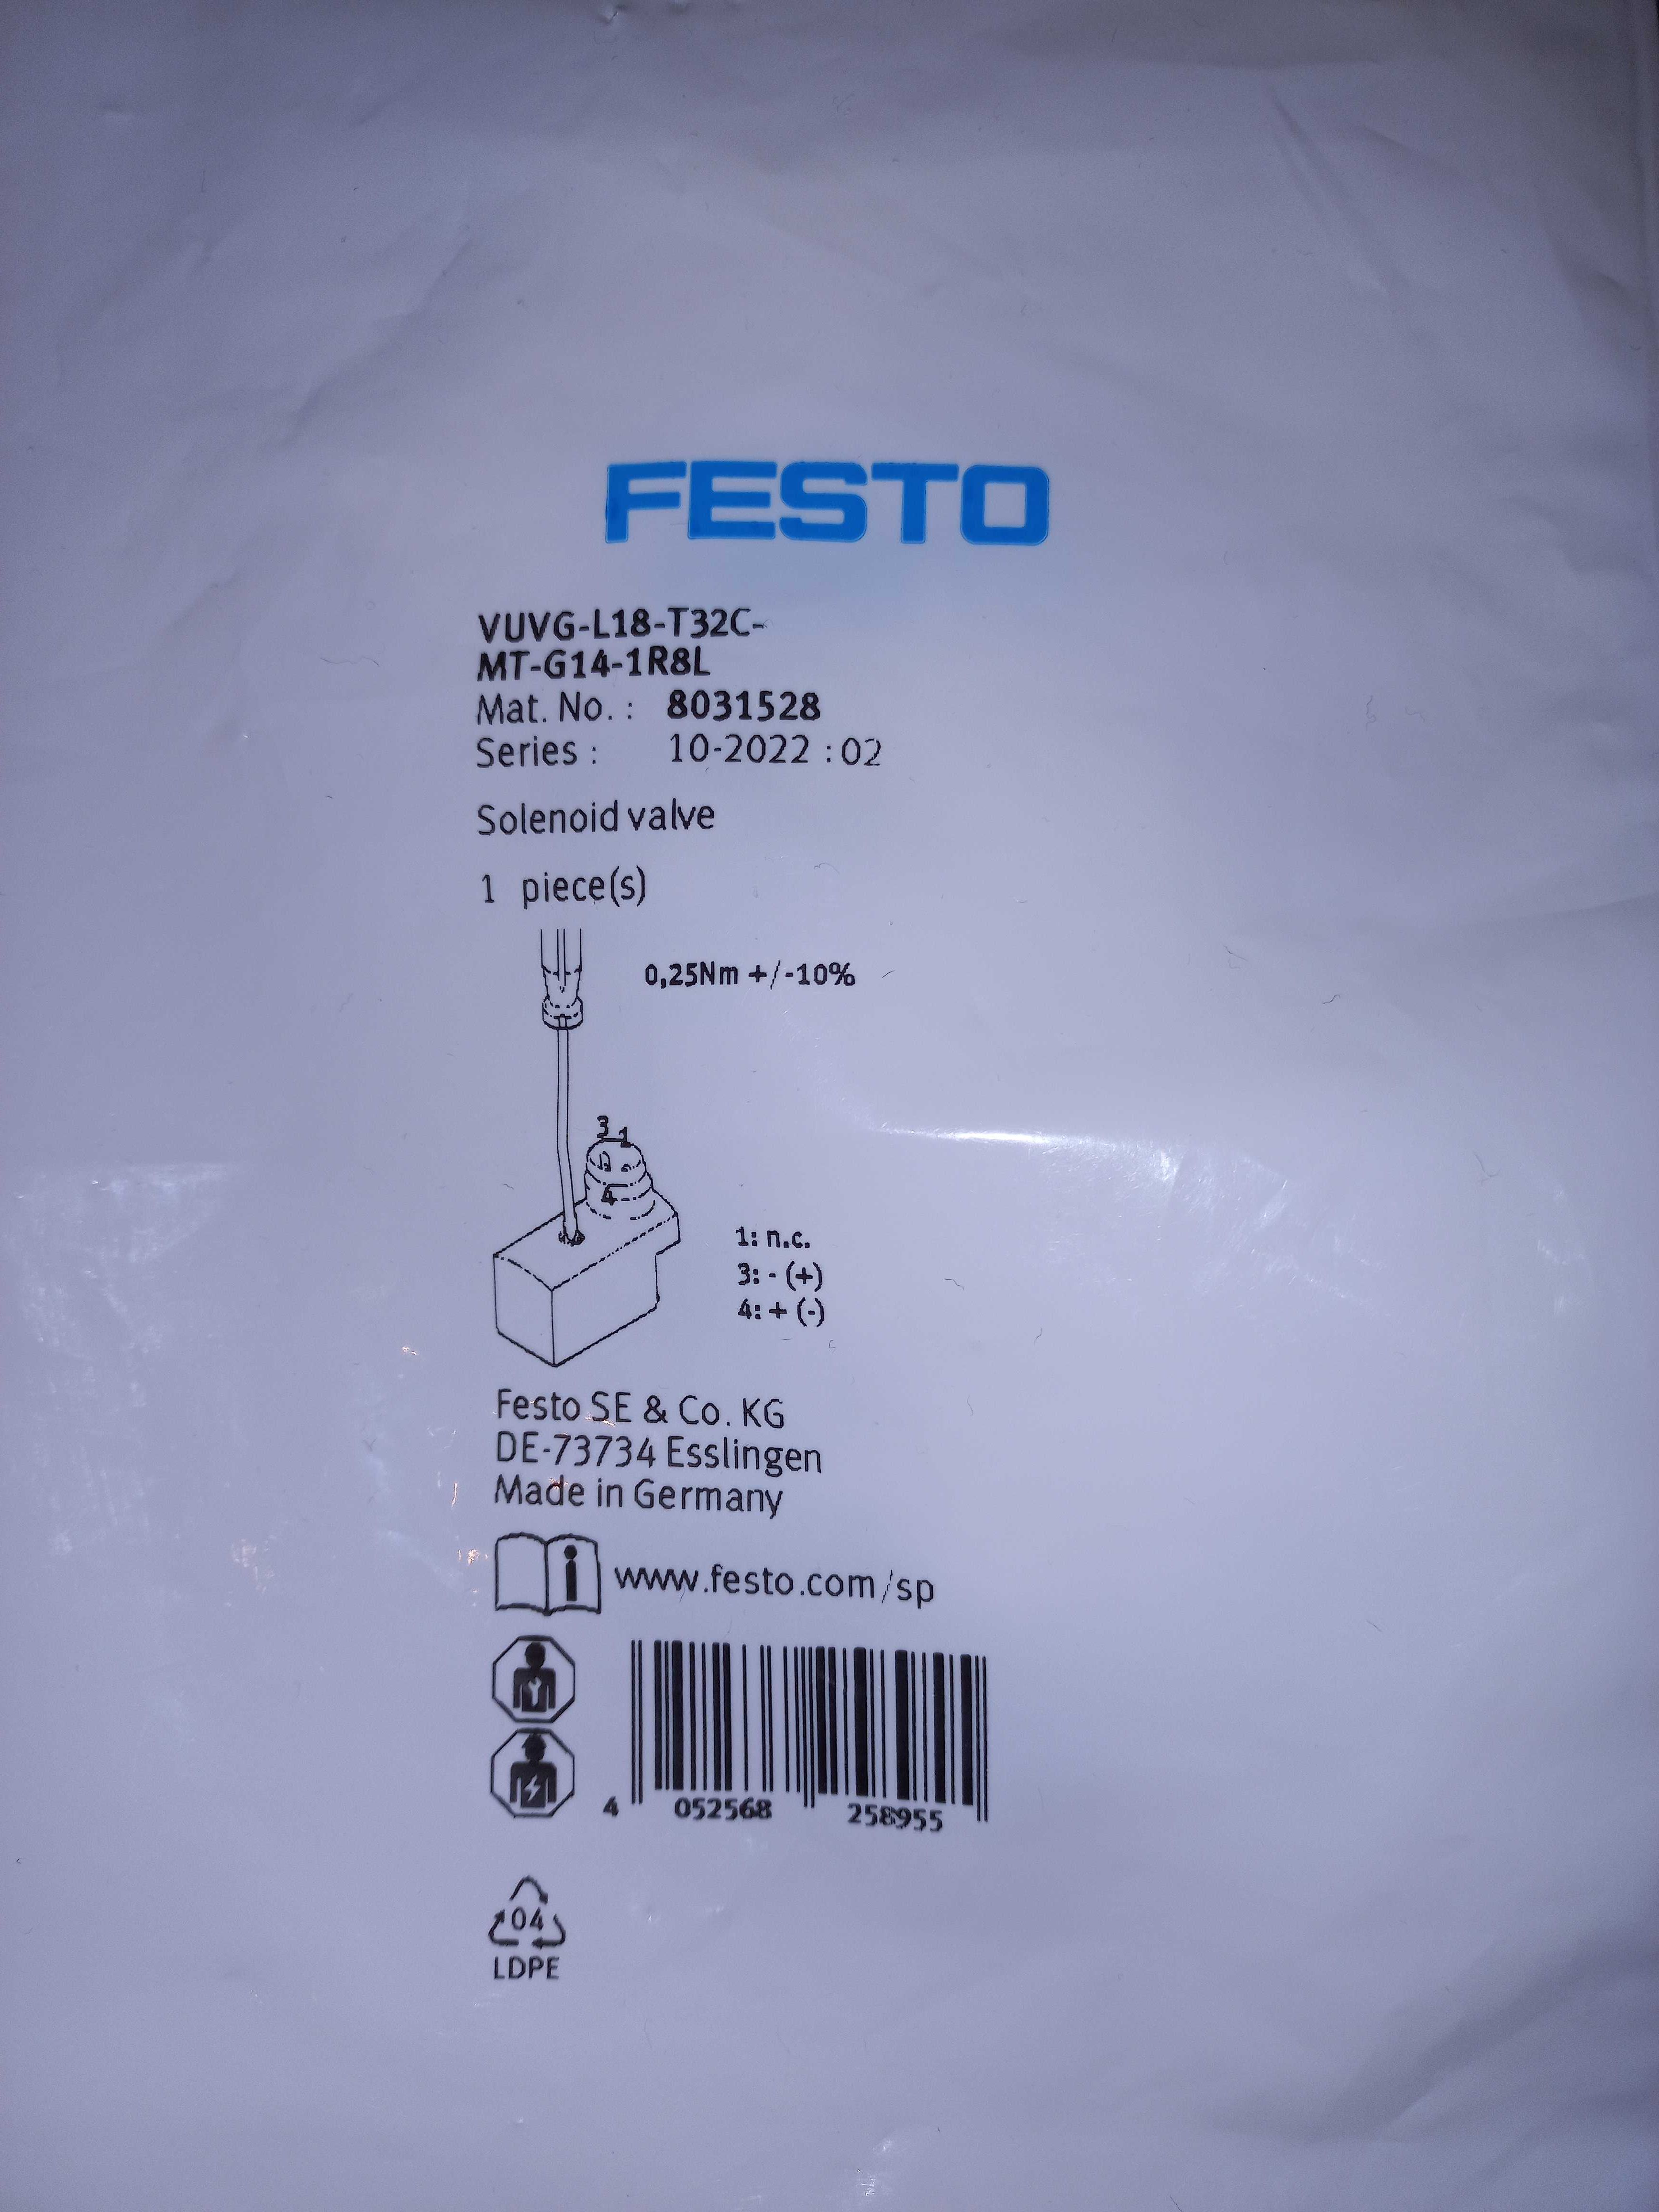 FESTO
VUVG-L18-T32C-
MT-G14-1R8L
Mat. No. : 8031528
Series : 10-2022 : 02
Solenoid valve
1 piece(s)
0,25Nm +/-10%
3 1
4
1: n.c.
3: - (+)
4: + (-)
Festo SE & Co. KG
DE-73734 Esslingen
Made in Germany
i www.festo.com/sp
4 052568 258955
04
LDPE